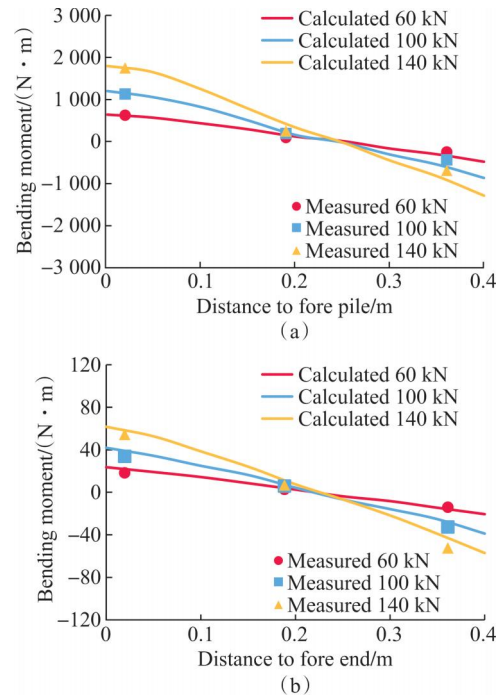 (a)
3 000
2 000
1 000
0
−1 000
−2 000
−3 000
Bending moment/(N·m)
Calculated 60 kN
Calculated 100 kN
Calculated 140 kN
Measured 60 kN
Measured 100 kN
Measured 140 kN
0 0.1 0.2 0.3 0.4
Distance to fore pile/m
(a)
120
80
40
0
−40
−80
−120
Bending moment/(N·m)
Calculated 60 kN
Calculated 100 kN
Calculated 140 kN
Measured 60 kN
Measured 100 kN
Measured 140 kN
0 0.1 0.2 0.3 0.4
Distance to fore end/m
(b)